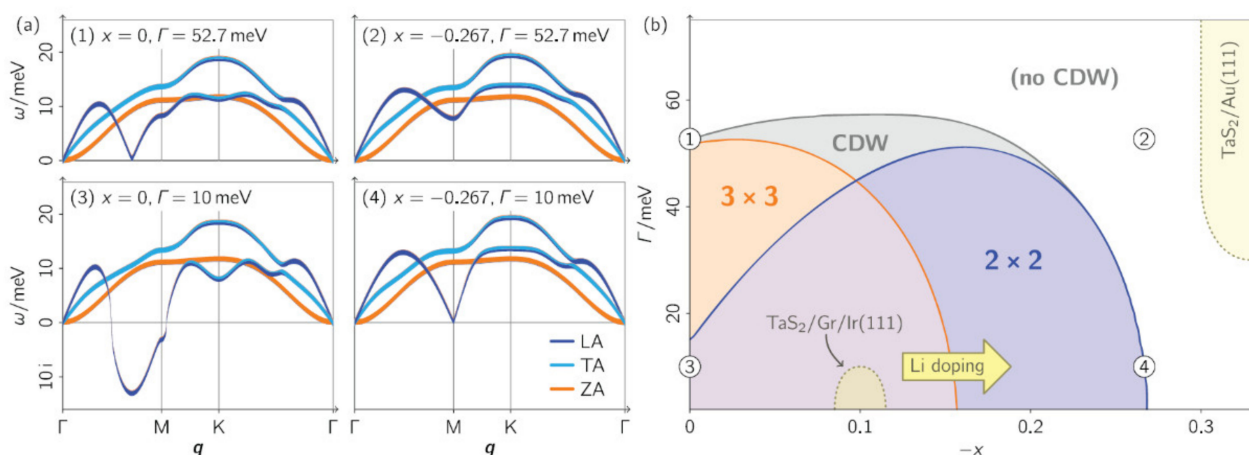 (a)
(1) x = 0, Γ = 52.7 meV
(2) x = −0.267, Γ = 52.7 meV
ω/meV
20
10
0
(3) x = 0, Γ = 10 meV
(4) x = −0.267, Γ = 10 meV
ω/meV
20
10
0
10 i
LA
TA
ZA
Γ M K Γ
Γ M K Γ
q
q
(b)
(no CDW)
TaS₂/Au(111)
CDW
3 × 3
2 × 2
TaS₂/Gr/Ir(111)
Li doping
1
2
3
4
Γ/meV
60
40
20
0 0.1 0.2 0.3
−x